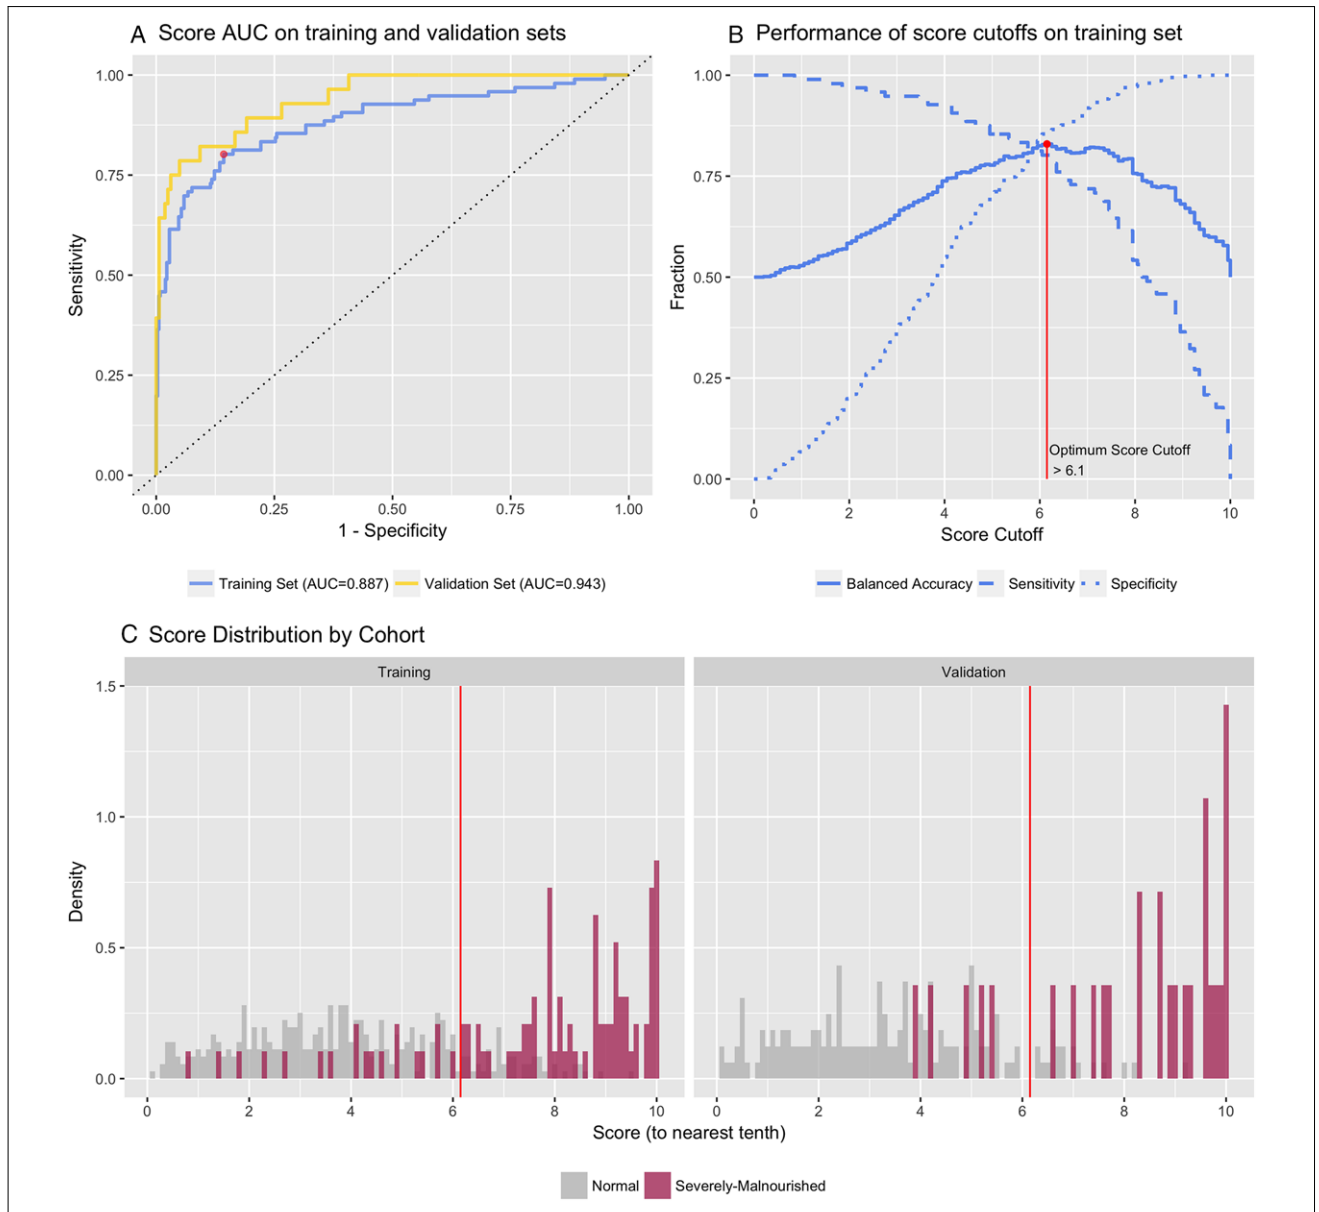 A Score AUC on training and validation sets
1.00
0.75
0.50
0.25
0.00
Sensitivity
0.00 0.25 0.50 0.75 1.00
1 - Specificity
Training Set (AUC=0.887) Validation Set (AUC=0.943)
B Performance of score cutoffs on training set
1.00
0.75
0.50
0.25
0.00
Fraction
Optimum Score Cutoff
> 6.1
0 2 4 6 8 10
Score Cutoff
Balanced Accuracy Sensitivity Specificity
C Score Distribution by Cohort
Training Validation
1.5
1.0
0.5
0.0
Density
0 2 4 6 8 10 0 2 4 6 8 10
Score (to nearest tenth)
Normal Severely-Malnourished